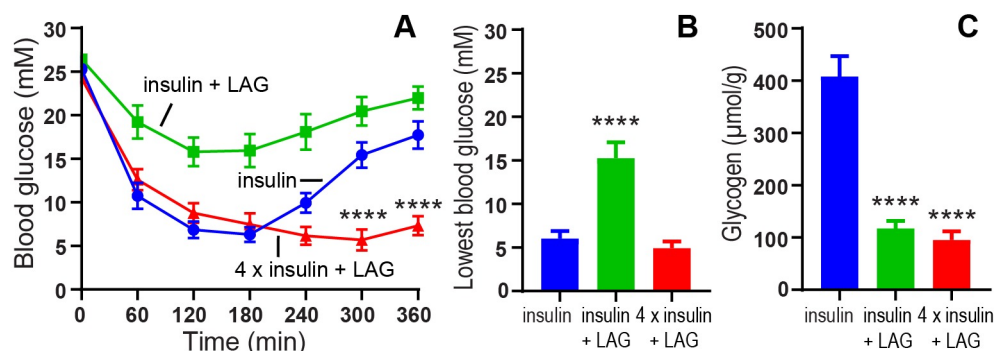 A
Blood glucose (mM)
30
25
20
15
10
5
0
insulin + LAG
insulin
4 x insulin + LAG
****
****
0 60 120 180 240 300 360
Time (min)
B
Lowest blood glucose (mM)
30
25
20
15
10
5
0
****
insulin insulin 4 x insulin
+ LAG + LAG
C
Glycogen (µmol/g)
500
400
300
200
100
0
****
****
insulin insulin 4 x insulin
+ LAG + LAG